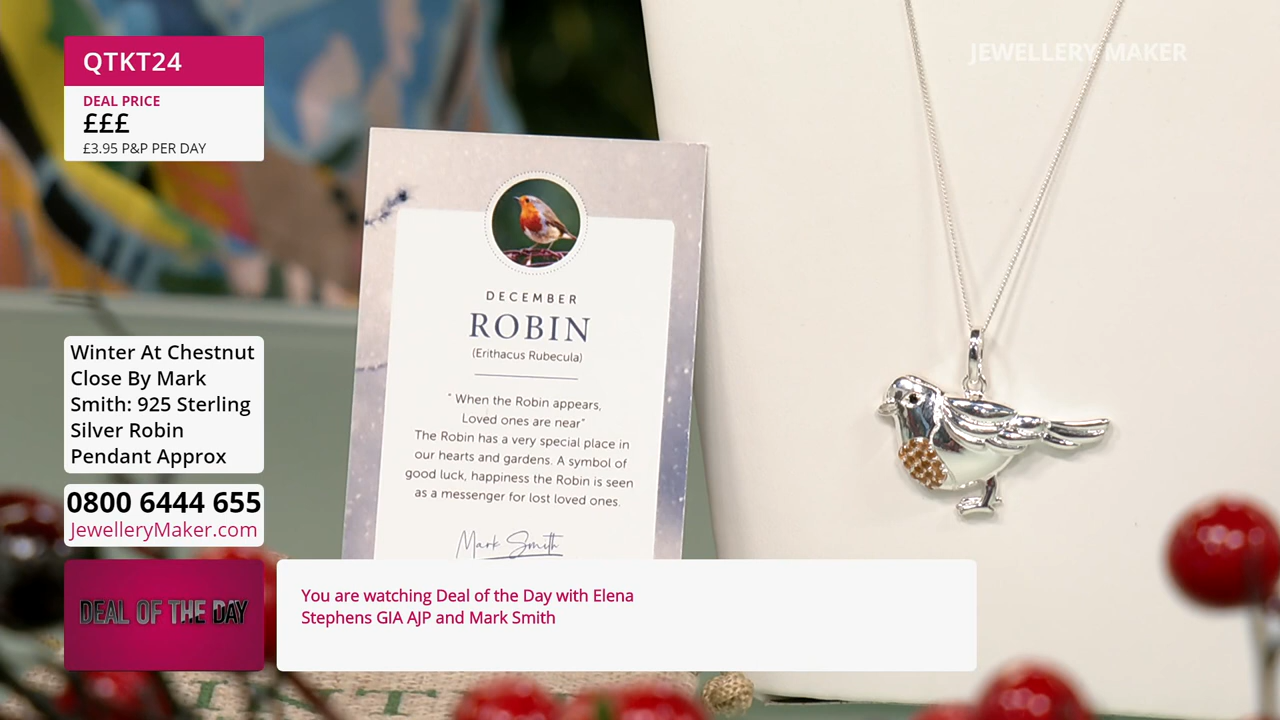 QTKT24
DEAL PRICE
£££
£3.95 P&P PER DAY
JEWELLERY MAKER
DECEMBER
ROBIN
(Erithacus Rubecula)
" When the Robin appears,
Loved ones are near"
The Robin has a very special place in
our hearts and gardens. A symbol of
good luck, happiness the Robin is seen
as a messenger for lost loved ones.
Mark Smith
Winter At Chestnut
Close By Mark
Smith: 925 Sterling
Silver Robin
Pendant Approx
0800 6444 655
JewelleryMaker.com
DEAL OF THE DAY
You are watching Deal of the Day with Elena
Stephens GIA AJP and Mark Smith